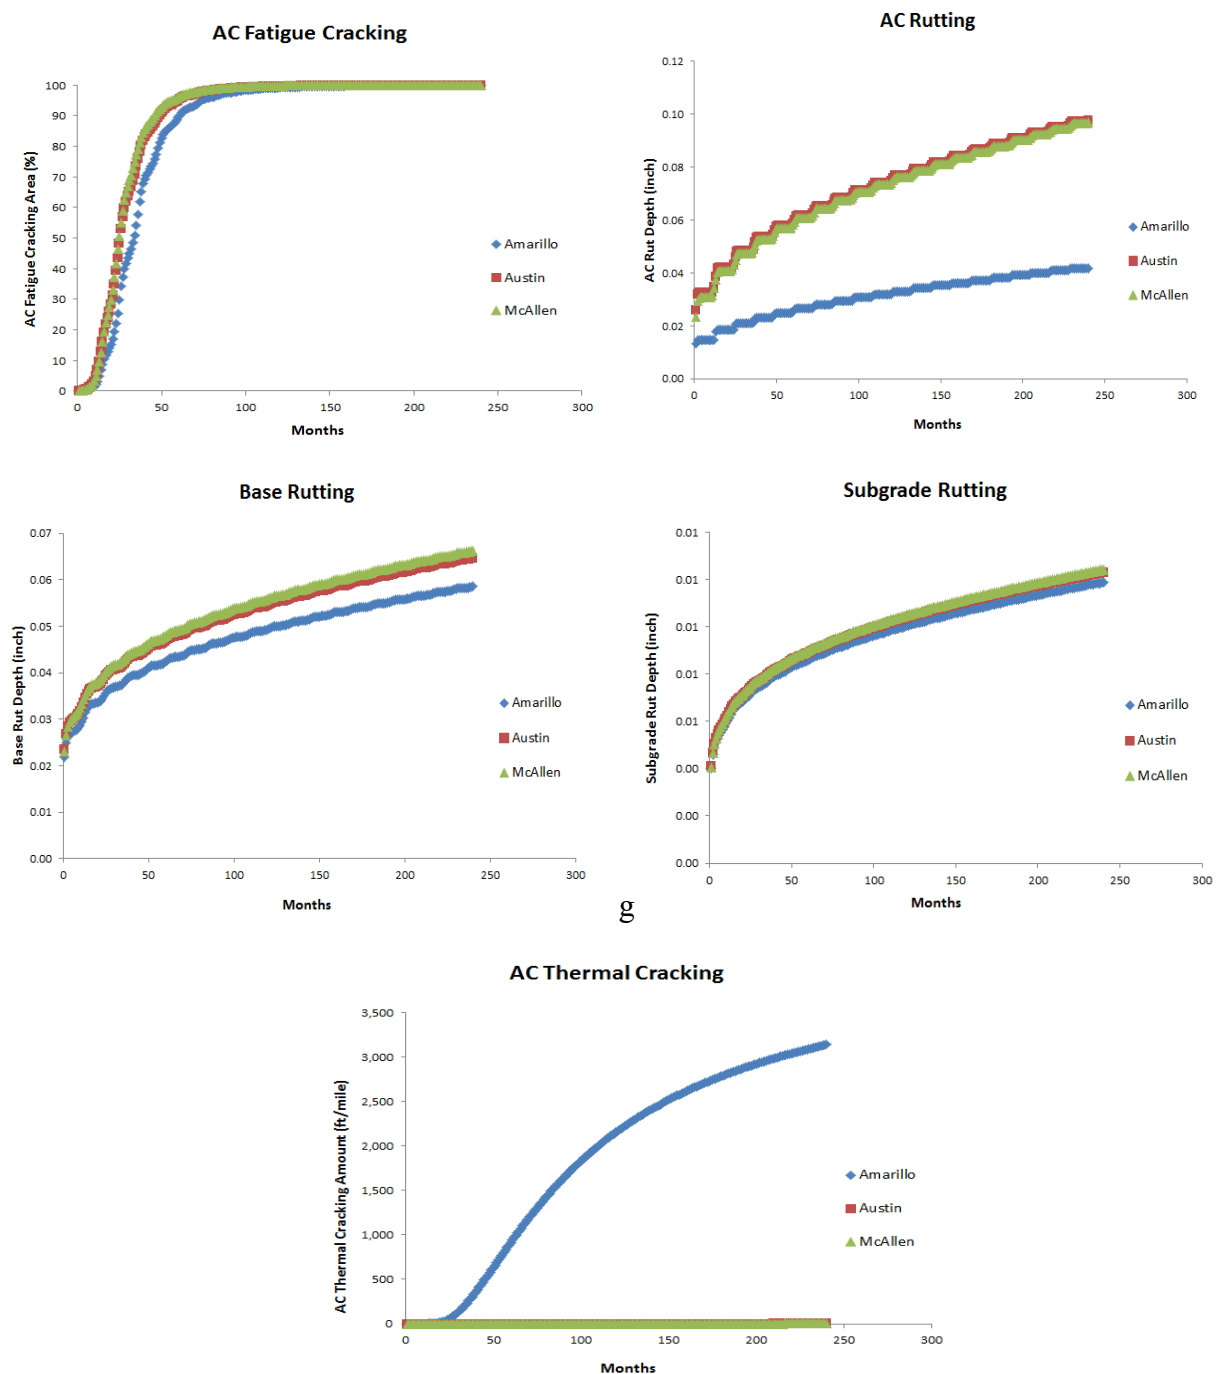 AC Fatigue Cracking
AC Fatigue Cracking Area (%)
100
90
80
70
60
50
40
30
20
10
0
0 50 100 150 200 250 300
Months
Amarillo
Austin
McAllen
AC Rutting
AC Rut Depth (inch)
0.12
0.10
0.08
0.06
0.04
0.02
0.00
0 50 100 150 200 250 300
Months
Amarillo
Austin
McAllen
Base Rutting
Base Rut Depth (inch)
0.07
0.06
0.05
0.04
0.03
0.02
0.01
0.00
0 50 100 150 200 250 300
Months
Amarillo
Austin
McAllen
Subgrade Rutting
Subgrade Rut Depth (inch)
0.01
0.01
0.01
0.01
0.01
0.00
0.00
0.00
0 50 100 150 200 250 300
Months
Amarillo
Austin
McAllen
g
AC Thermal Cracking
AC Thermal Cracking Amount (ft/mile)
3,500
3,000
2,500
2,000
1,500
1,000
500
0
0 50 100 150 200 250 300
Months
Amarillo
Austin
McAllen